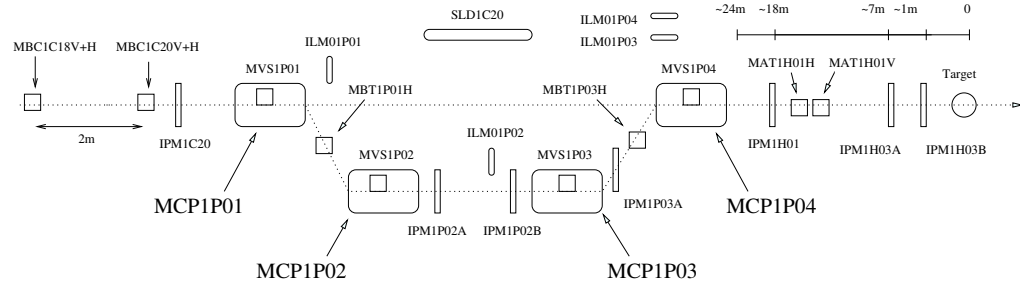 ~24m ~18m ~7m ~1m 0
SLD1C20
ILM01P04
ILM01P03
MBC1C18V+H
MBC1C20V+H
ILM01P01
MVS1P01
MVS1P04
MAT1H01H
MAT1H01V
Target
MBT1P01H
MBT1P03H
2m
IPM1C20
ILM01P02
IPM1H01
IPM1H03A
IPM1H03B
MVS1P02
MVS1P03
MCP1P01
IPM1P02A
IPM1P02B
IPM1P03A
MCP1P04
MCP1P02
MCP1P03